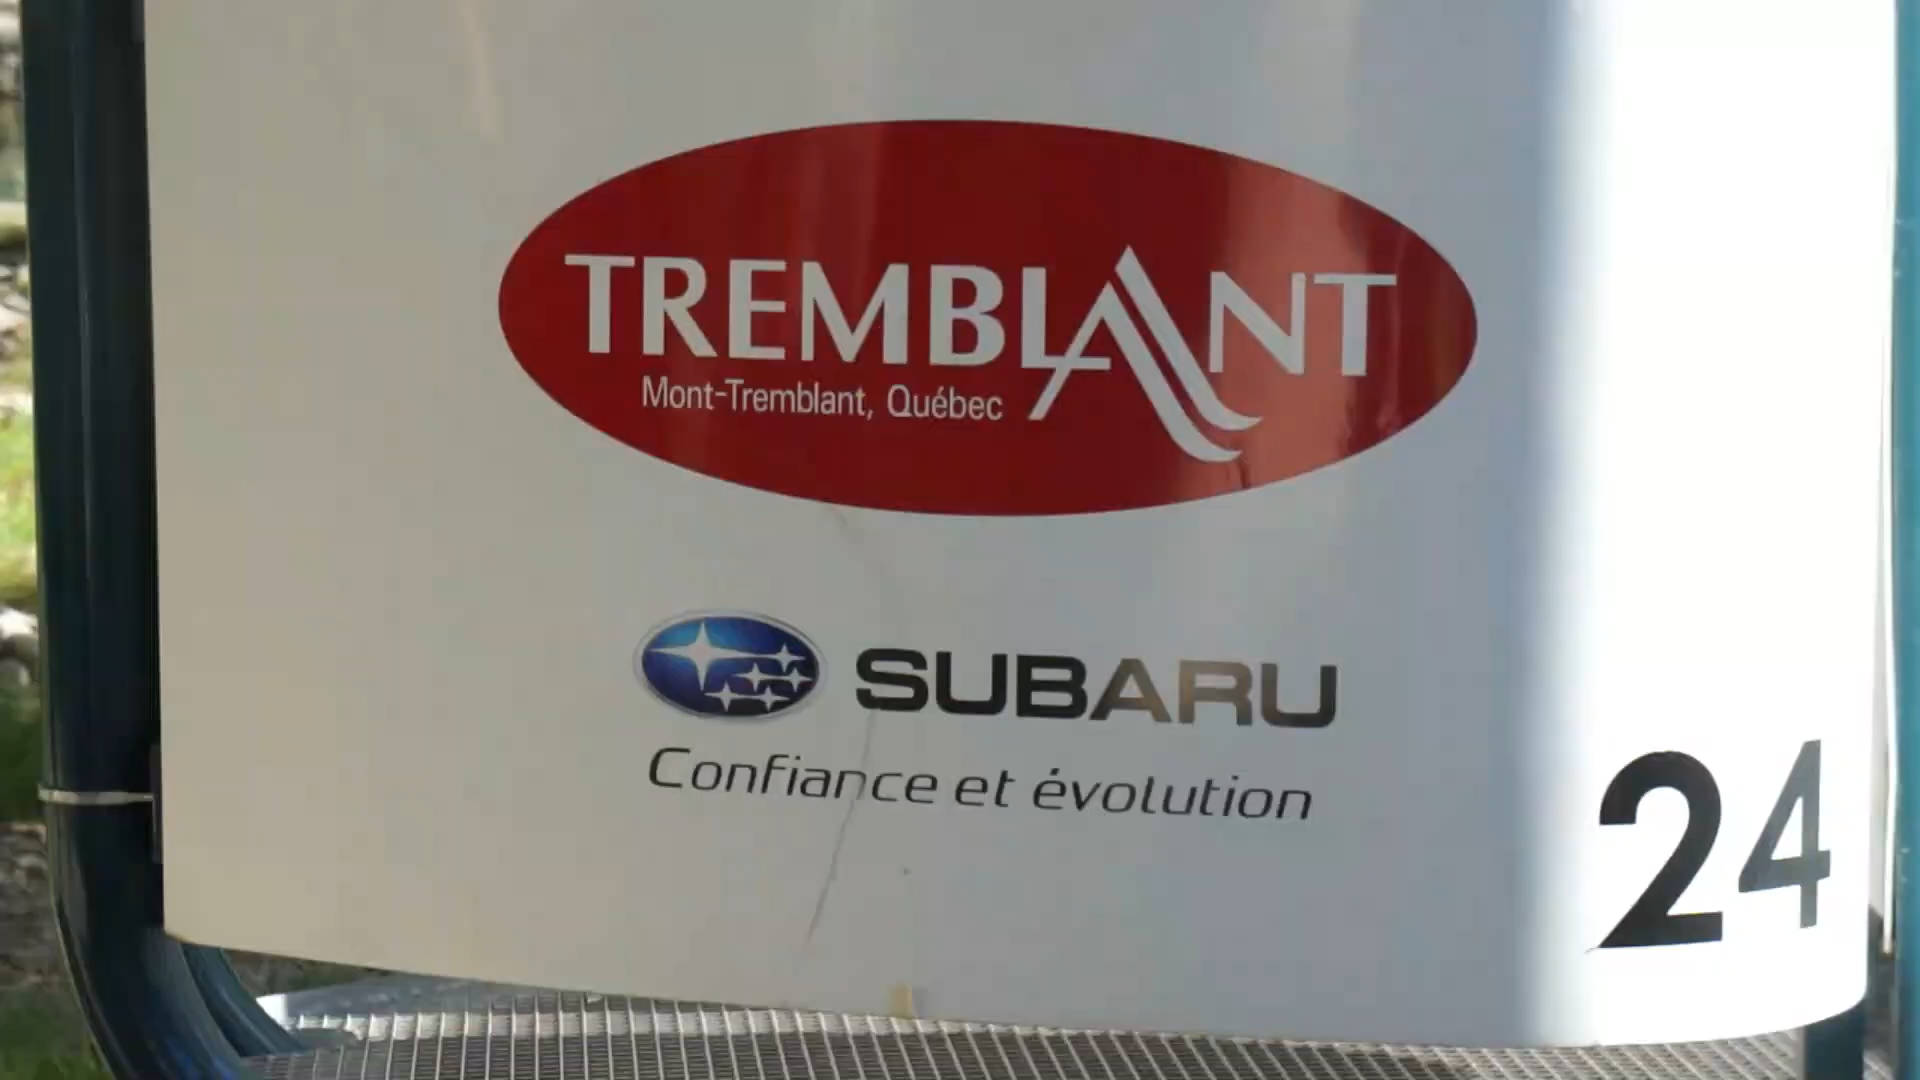 TREMBLANT
Mont-Tremblant, Québec
SUBARU
Confiance et évolution
24